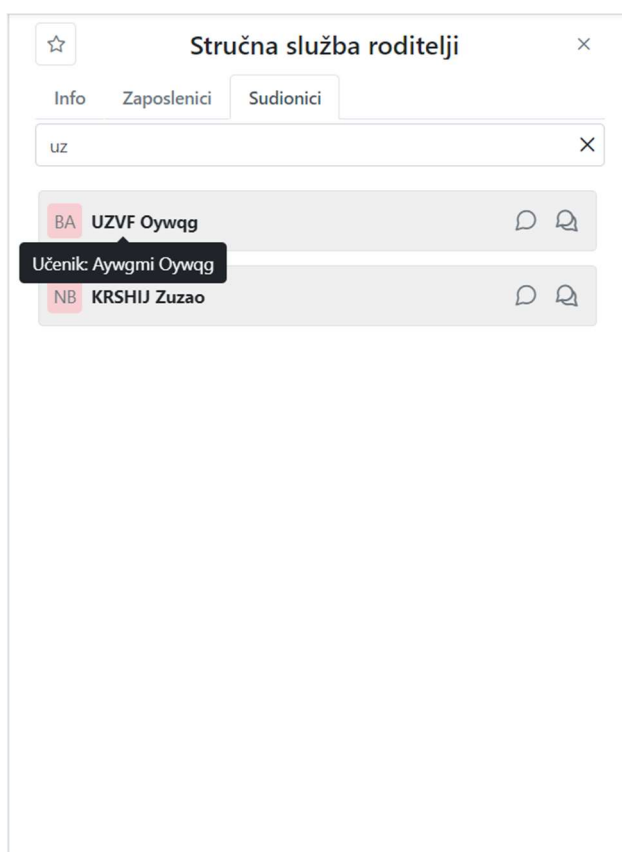 Stručna služba roditelji
Info Zaposlenici Sudionici
uz
BA UZVF Oywqg
Učenik: Aywgmi Oywqg
NB KRSHIJ Zuzao